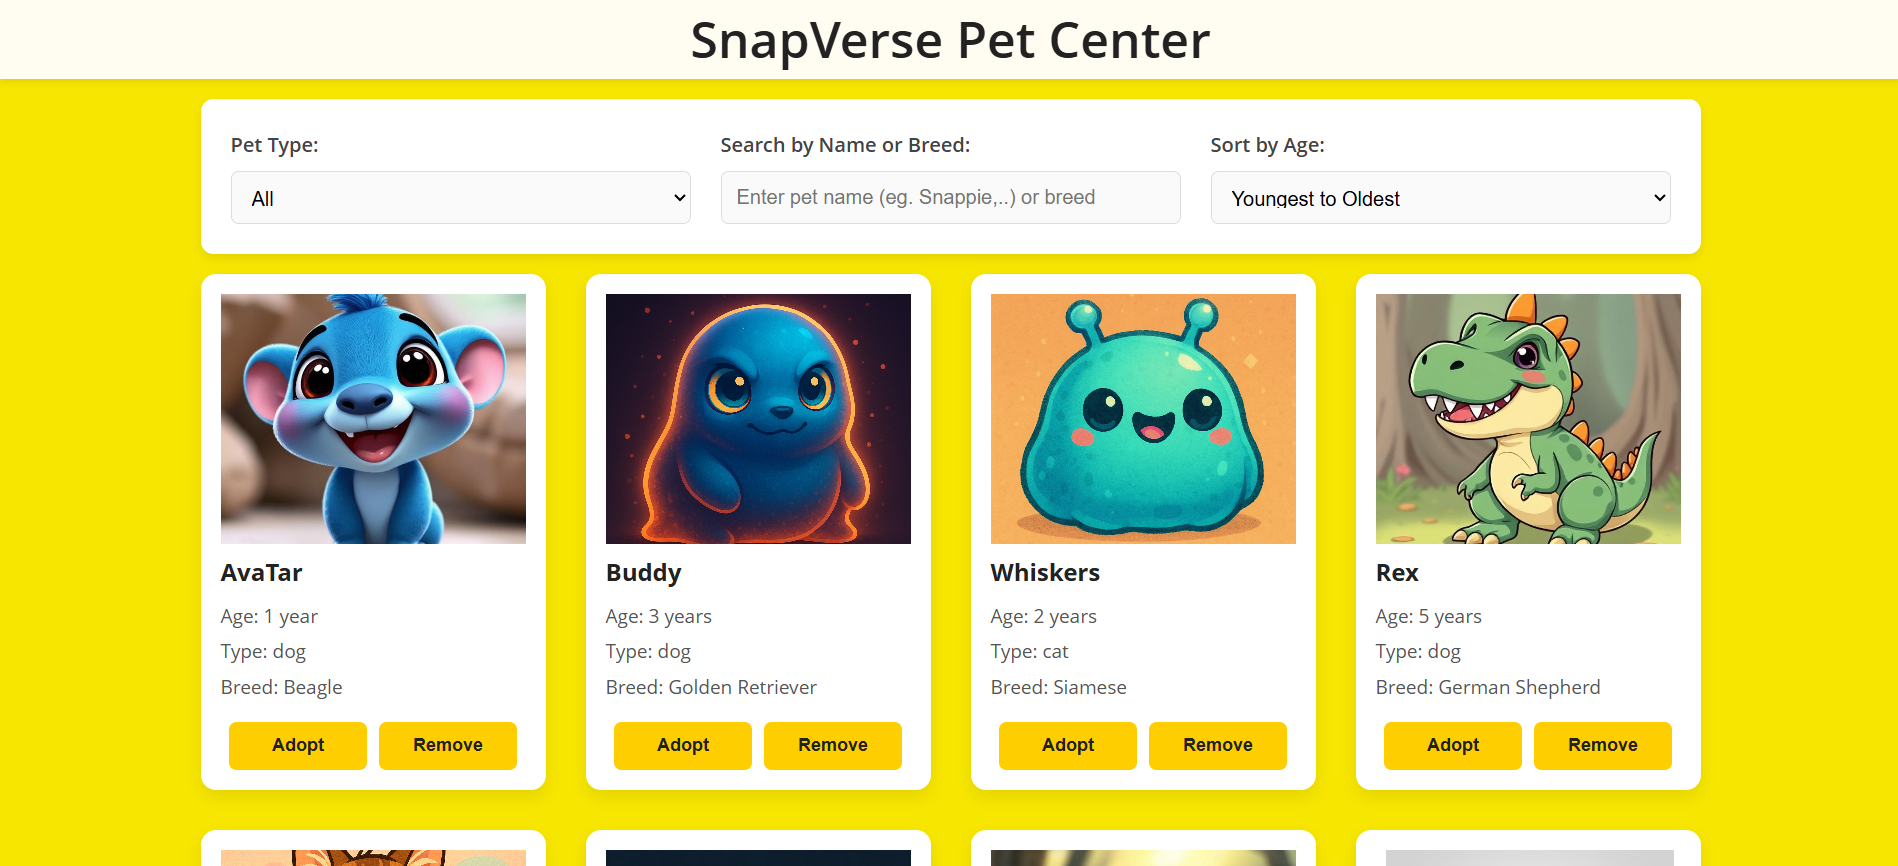 SnapVerse Pet Center
Pet Type:
All
Search by Name or Breed:
Enter pet name (eg. Snappie,..) or breed
Sort by Age:
Youngest to Oldest
AvaTar
Age: 1 year
Type: dog
Breed: Beagle
Adopt
Remove
Buddy
Age: 3 years
Type: dog
Breed: Golden Retriever
Adopt
Remove
Whiskers
Age: 2 years
Type: cat
Breed: Siamese
Adopt
Remove
Rex
Age: 5 years
Type: dog
Breed: German Shepherd
Adopt
Remove